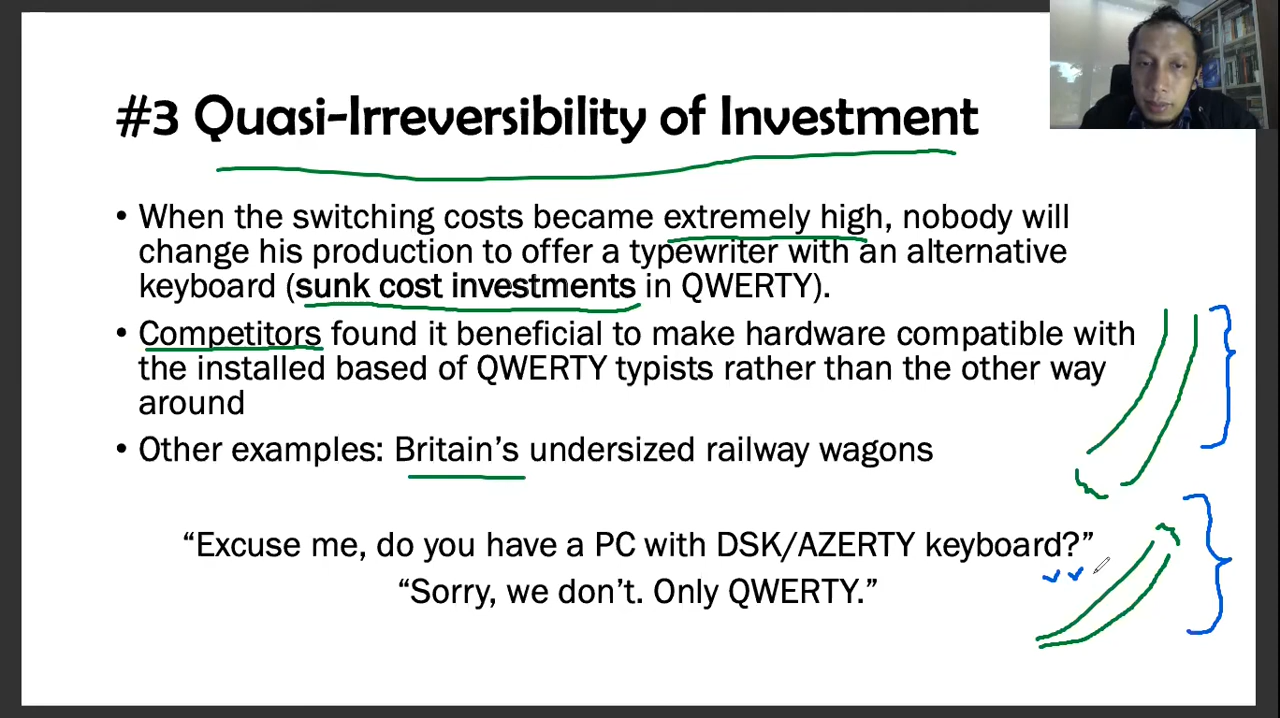 #3 Quasi-Irreversibility of Investment
• When the switching costs became extremely high, nobody will
change his production to offer a typewriter with an alternative
keyboard (sunk cost investments in QWERTY).
• Competitors found it beneficial to make hardware compatible with
the installed based of QWERTY typists rather than the other way
around
• Other examples: Britain's undersized railway wagons
“Excuse me, do you have a PC with DSK/AZERTY keyboard?”
“Sorry, we don't. Only QWERTY.”